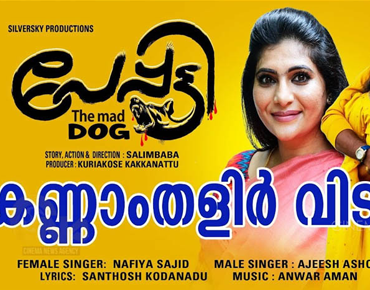 SILVERSKY PRODUCTIONS
പേപ്പട്ടി
The mad
DOG
STORY, ACTION & DIRECTION : SALIMBABA
PRODUCER : KURIAKOSE KAKKANATTU
കണ്ണാംതളിർ വിട
FEMALE SINGER: NAFIYA SAJID
MALE SINGER : AJEESH ASHO
LYRICS: SANTHOSH KODANADU
MUSIC : ANWAR AMAN